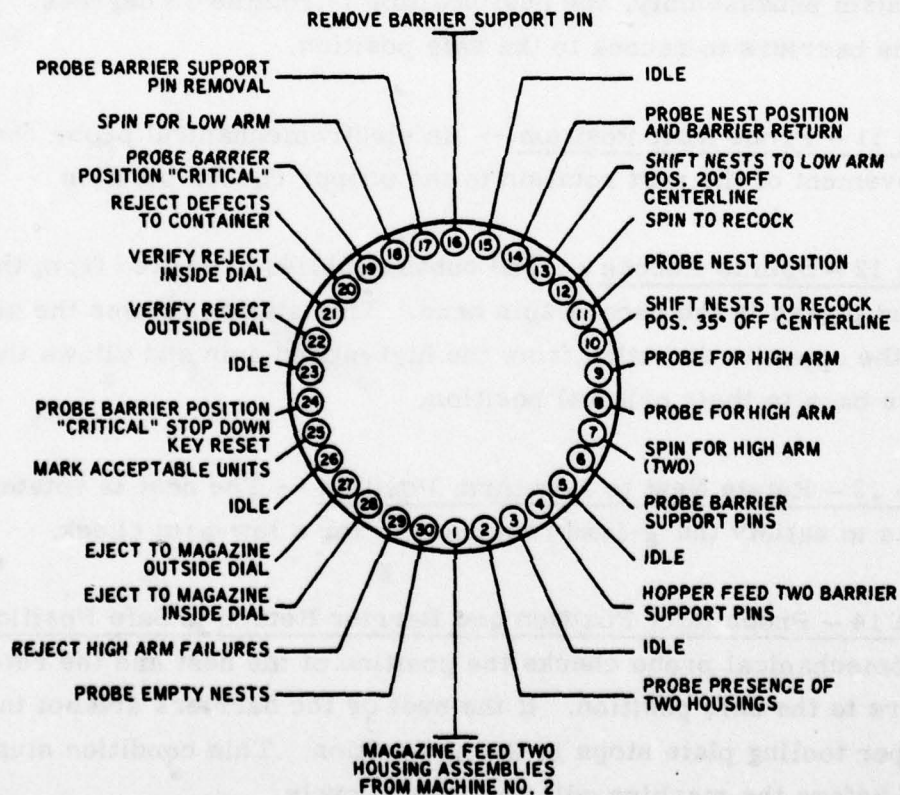 REMOVE BARRIER SUPPORT PIN
PROBE BARRIER SUPPORT
PIN REMOVAL
SPIN FOR LOW ARM
PROBE BARRIER
POSITION "CRITICAL"
REJECT DEFECTS
TO CONTAINER
VERIFY REJECT
INSIDE DIAL
VERIFY REJECT
OUTSIDE DIAL
IDLE
PROBE BARRIER POSITION
"CRITICAL" STOP DOWN
KEY RESET
MARK ACCEPTABLE UNITS
IDLE
EJECT TO MAGAZINE
OUTSIDE DIAL
EJECT TO MAGAZINE
INSIDE DIAL
REJECT HIGH ARM FAILURES
PROBE EMPTY NESTS
IDLE
PROBE NEST POSITION
AND BARRIER RETURN
SHIFT NESTS TO LOW ARM
POS. 20° OFF
CENTERLINE
SPIN TO RECOCK
PROBE NEST POSITION
SHIFT NESTS TO RECOCK
POS. 35° OFF CENTERLINE
PROBE FOR HIGH ARM
PROBE FOR HIGH ARM
SPIN FOR HIGH ARM
(TWO)
PROBE BARRIER
SUPPORT PINS
IDLE
HOPPER FEED TWO BARRIER
SUPPORT PINS
IDLE
PROBE PRESENCE OF
TWO HOUSINGS
MAGAZINE FEED TWO
HOUSING ASSEMBLIES
FROM MACHINE NO. 2
1
2
3
4
5
6
7
8
9
10
11
12
13
14
15
16
17
18
19
20
21
22
23
24
25
26
27
28
29
30